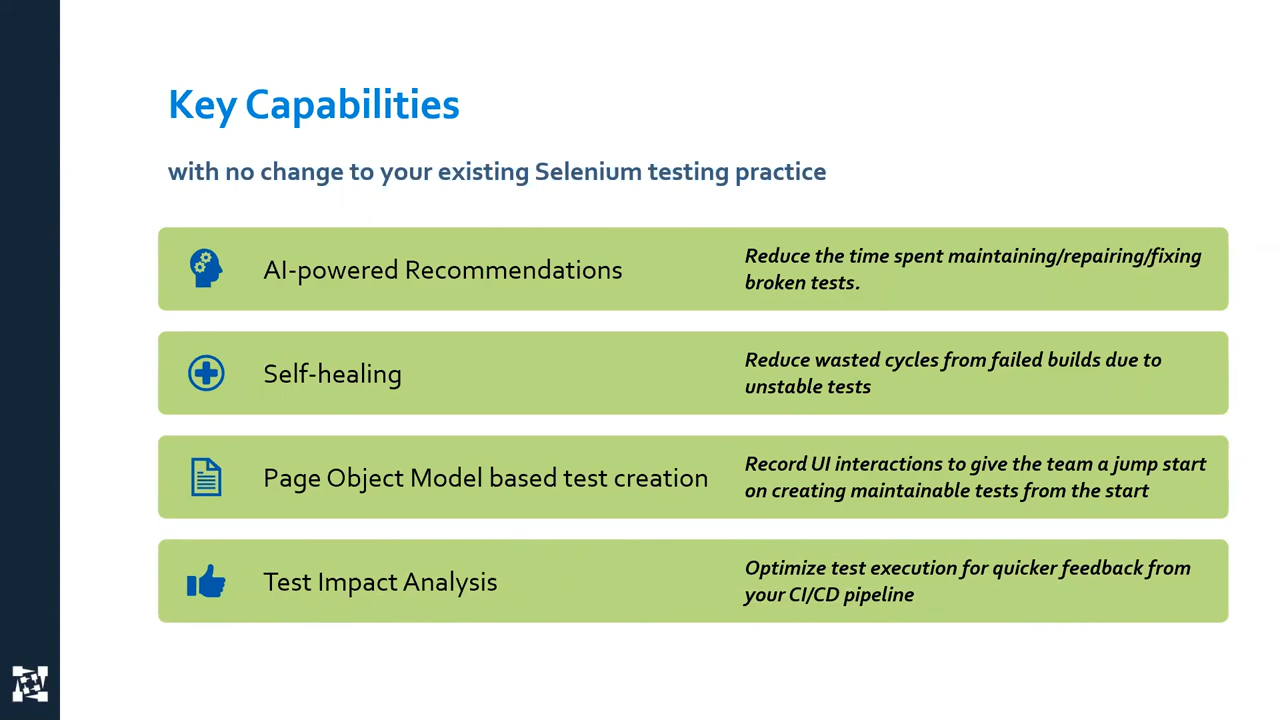 Key Capabilities
with no change to your existing Selenium testing practice
AI-powered Recommendations
Reduce the time spent maintaining/repairing/fixing
broken tests.
Self-healing
Reduce wasted cycles from failed builds due to
unstable tests
Page Object Model based test creation
Record UI interactions to give the team a jump start
on creating maintainable tests from the start
Test Impact Analysis
Optimize test execution for quicker feedback from
your CI/CD pipeline